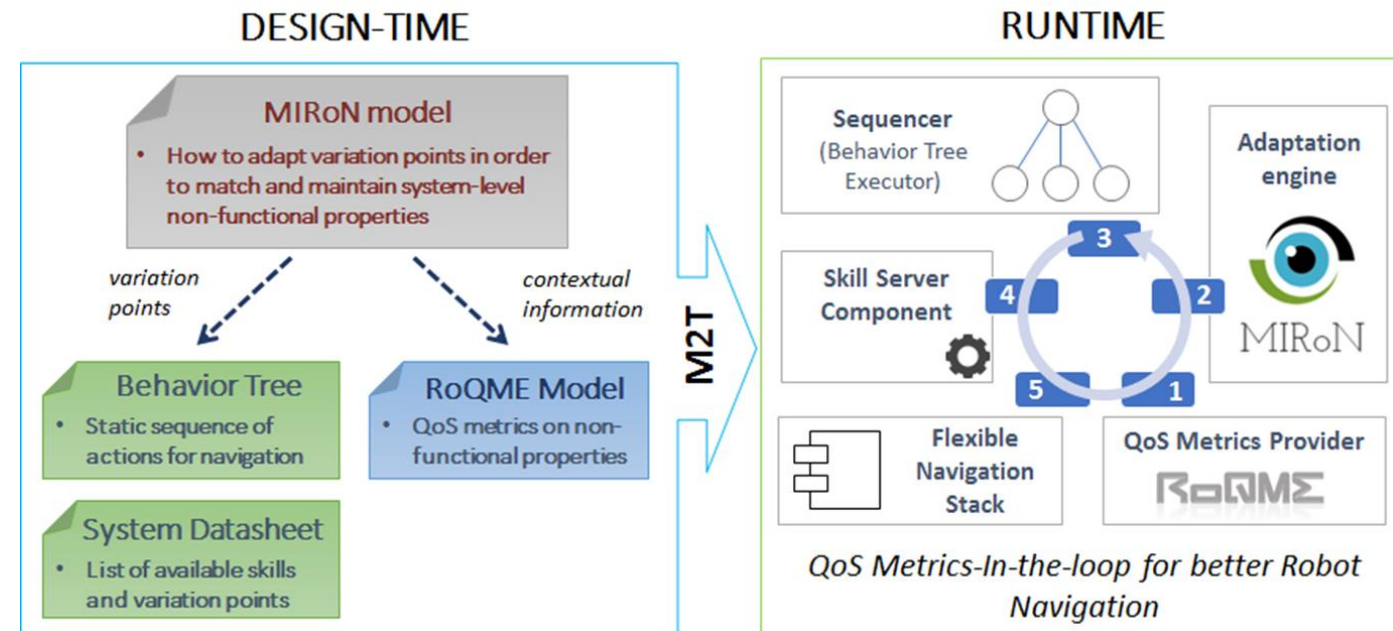 DESIGN-TIME
MIRoN model
• How to adapt variation points in order
to match and maintain system-level
non-functional properties
variation
points
contextual
information
Behavior Tree
• Static sequence of
actions for navigation
RoQME Model
• QoS metrics on non-
functional properties
System Datasheet
• List of available skills
and variation points
M2T
RUNTIME
Sequencer
(Behavior Tree
Executor)
Adaptation
engine
MIRoN
Skill Server
Component
3
4
2
5
1
Flexible
Navigation
Stack
QoS Metrics Provider
RoQME
QoS Metrics-In-the-loop for better Robot
Navigation